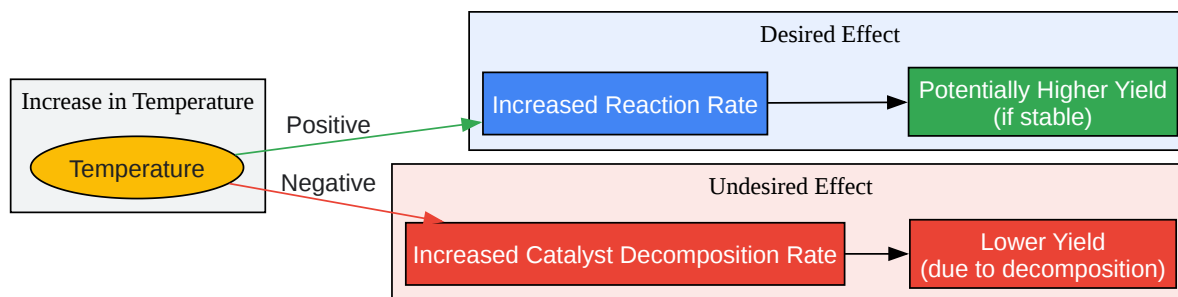 Increase in Temperature
Temperature
Positive
Negative
Desired Effect
Increased Reaction Rate
Potentially Higher Yield
(if stable)
Undesired Effect
Increased Catalyst Decomposition Rate
Lower Yield
(due to decomposition)